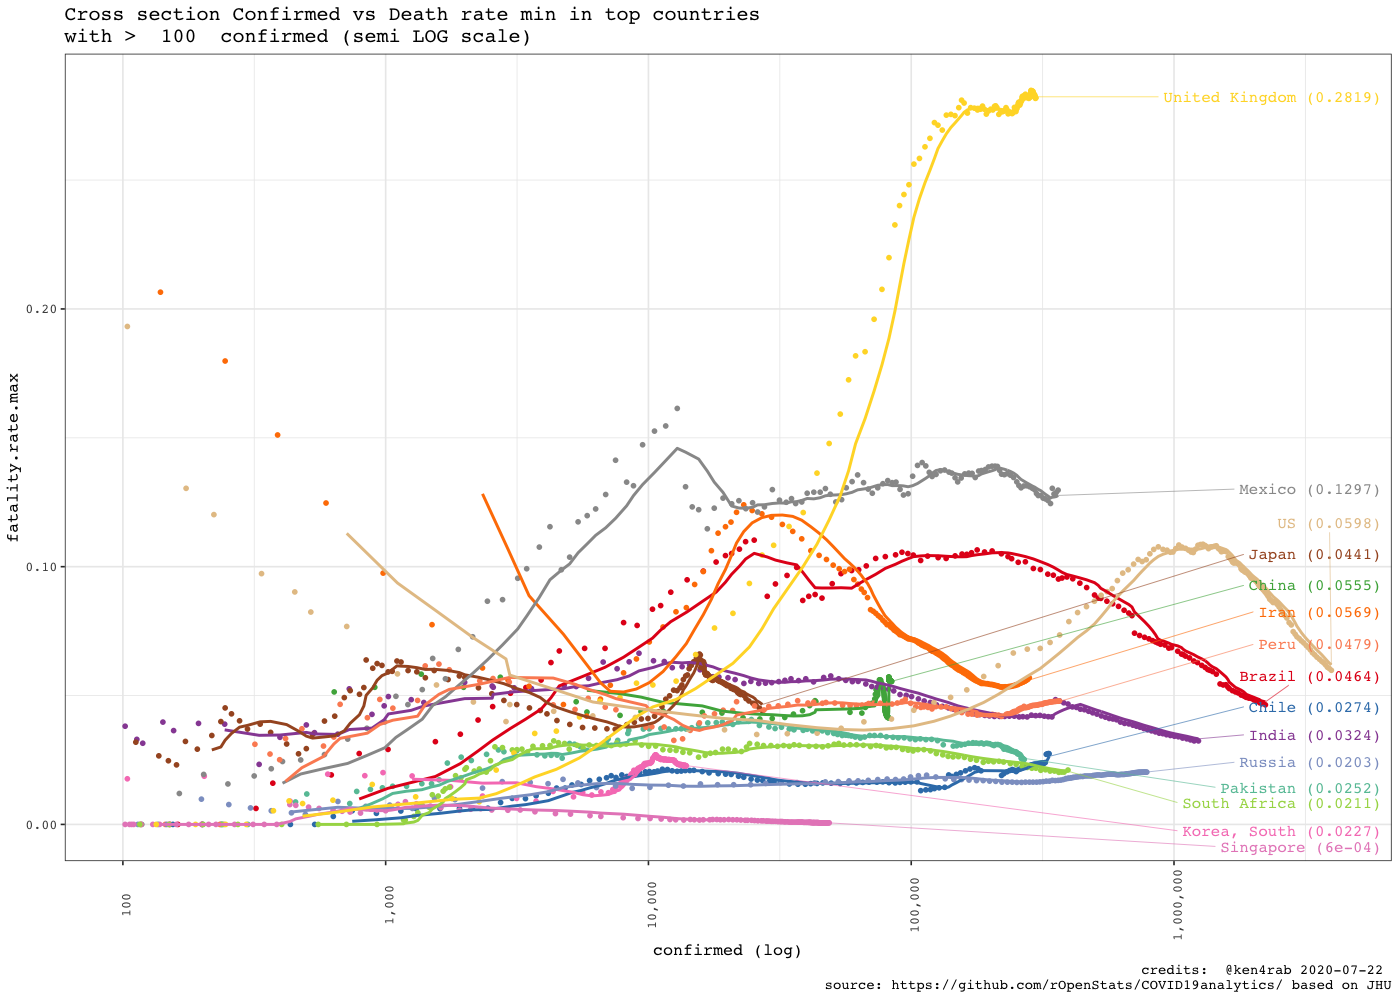 Cross section Confirmed vs Death rate min in top countries
with >  100  confirmed (semi LOG scale)
fatality.rate.max
0.20
0.10
0.00
United Kingdom (0.2819)
Mexico (0.1297)
US (0.0598)
Japan (0.0441)
China (0.0555)
Iran (0.0569)
Peru (0.0479)
Brazil (0.0464)
Chile (0.0274)
India (0.0324)
Russia (0.0203)
Pakistan (0.0252)
South Africa (0.0211)
Korea, South (0.0227)
Singapore (6e-04)
100
1,000
10,000
100,000
1,000,000
confirmed (log)
credits:  @ken4rab 2020-07-22
source: https://github.com/rOpenStats/COVID19analytics/ based on JHU